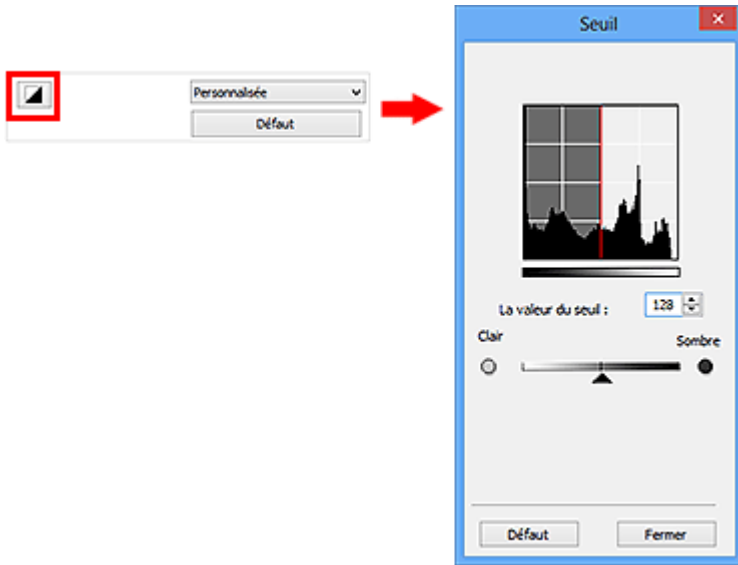 Personnalisée
Défaut
Seuil
La valeur du seuil :
128
Clair
Sombre
Défaut
Fermer